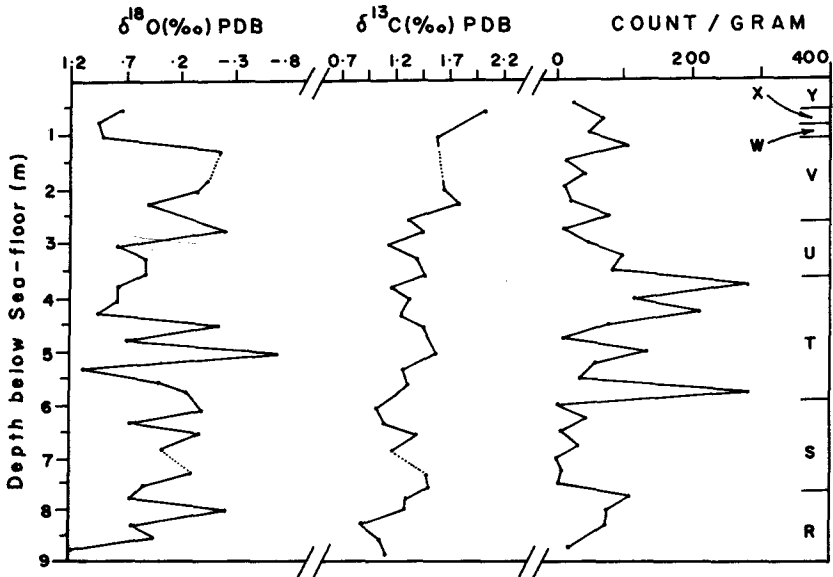 δ¹⁸O(‰) PDB δ¹³C(‰) PDB COUNT / GRAM
1.2 .7 .2 -.3 -.8 0.7 1.2 1.7 2.2 0 200 400
Y
X
1
W
V
2
3 U
4
T
5
6
S
7
8
R
9
Depth below Sea-floor (m)